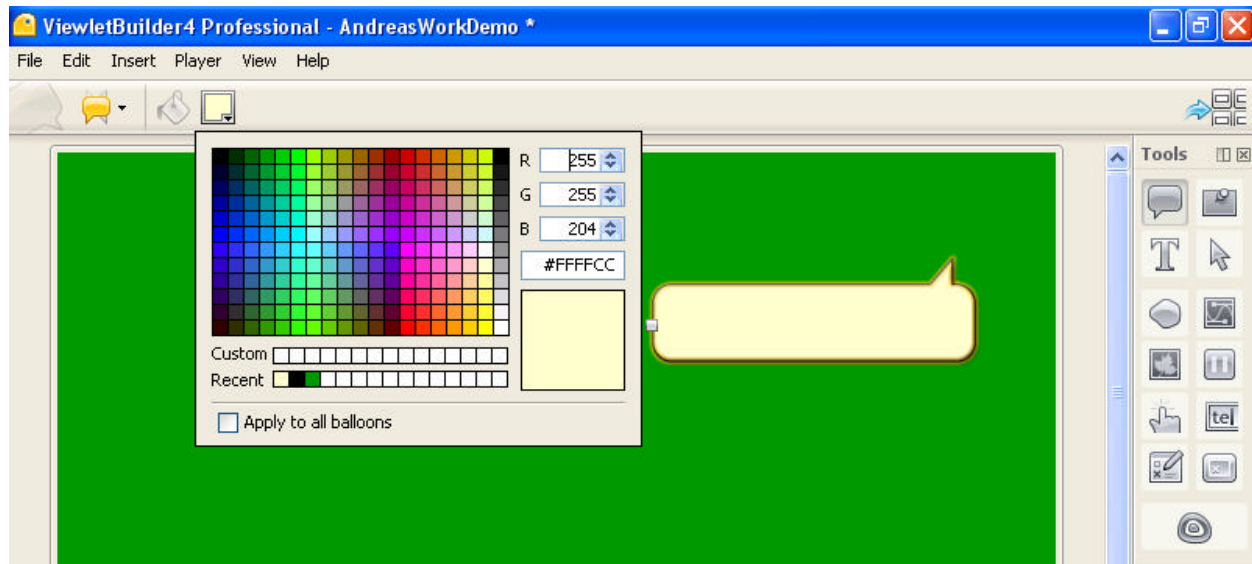 ViewletBuilder4 Professional - AndreasWorkDemo *
File Edit Insert Player View Help
Tools
R 255
G 255
B 204
#FFFFCC
Custom
Recent
Apply to all balloons
T
tel